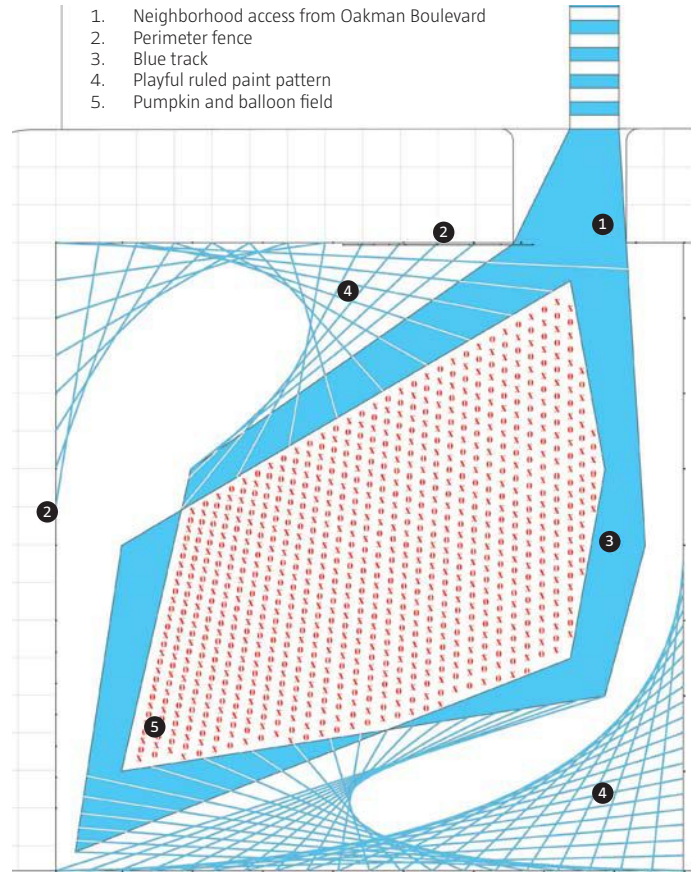 1. Neighborhood access from Oakman Boulevard
2. Perimeter fence
3. Blue track
4. Playful ruled paint pattern
5. Pumpkin and balloon field
1
2
4
2
3
5
4